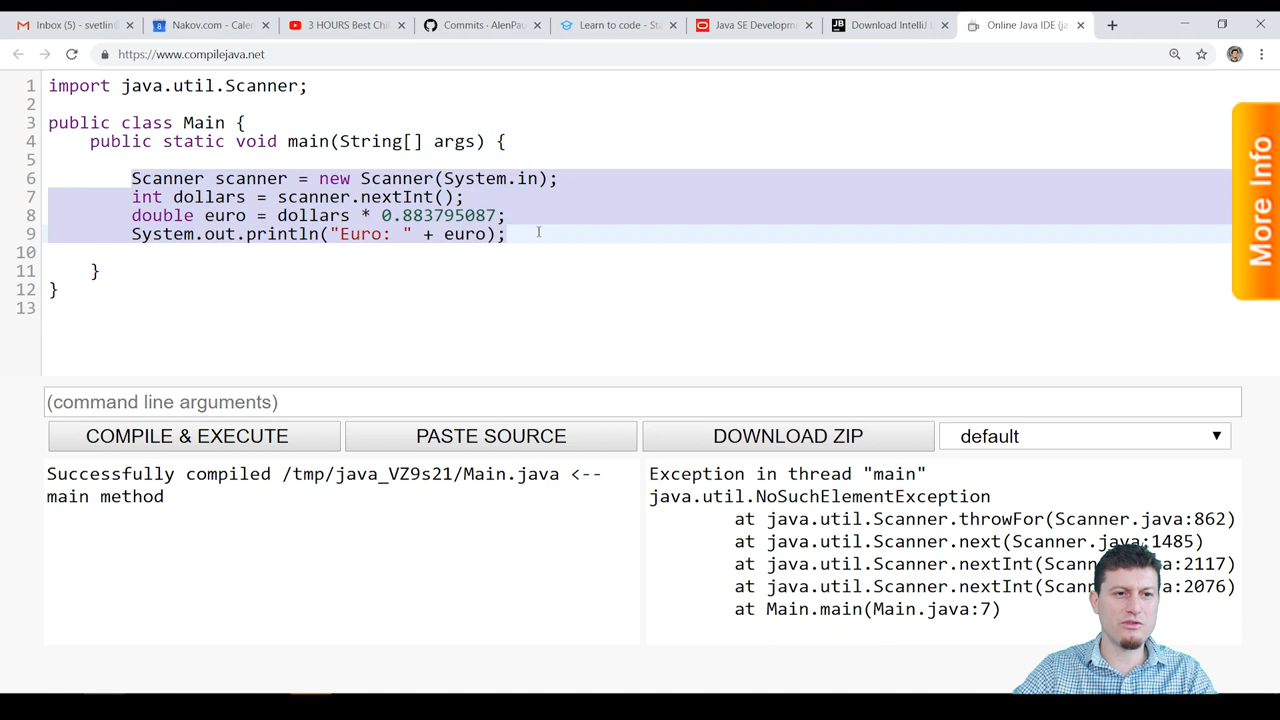 Inbox (5) - svetlin
Nakov.com - Calen
3 HOURS Best Chi
Commits · AlenPau
Learn to code - Sta
Java SE Developm
Download IntelliJ I
Online Java IDE (ja
https://www.compilejava.net
1 import java.util.Scanner;
2
3 public class Main {
4 public static void main(String[] args) {
5
6 Scanner scanner = new Scanner(System.in);
7 int dollars = scanner.nextInt();
8 double euro = dollars * 0.883795087;
9 System.out.println("Euro: " + euro);
10
11 }
12 }
13
More Info
(command line arguments)
COMPILE & EXECUTE PASTE SOURCE DOWNLOAD ZIP default
Successfully compiled /tmp/java_VZ9s21/Main.java <--
main method
Exception in thread "main"
java.util.NoSuchElementException
at java.util.Scanner.throwFor(Scanner.java:862)
at java.util.Scanner.next(Scanner.java:1485)
at java.util.Scanner.nextInt(Scan a:2117)
at java.util.Scanner.nextInt(Scan a:2076)
at Main.main(Main.java:7)